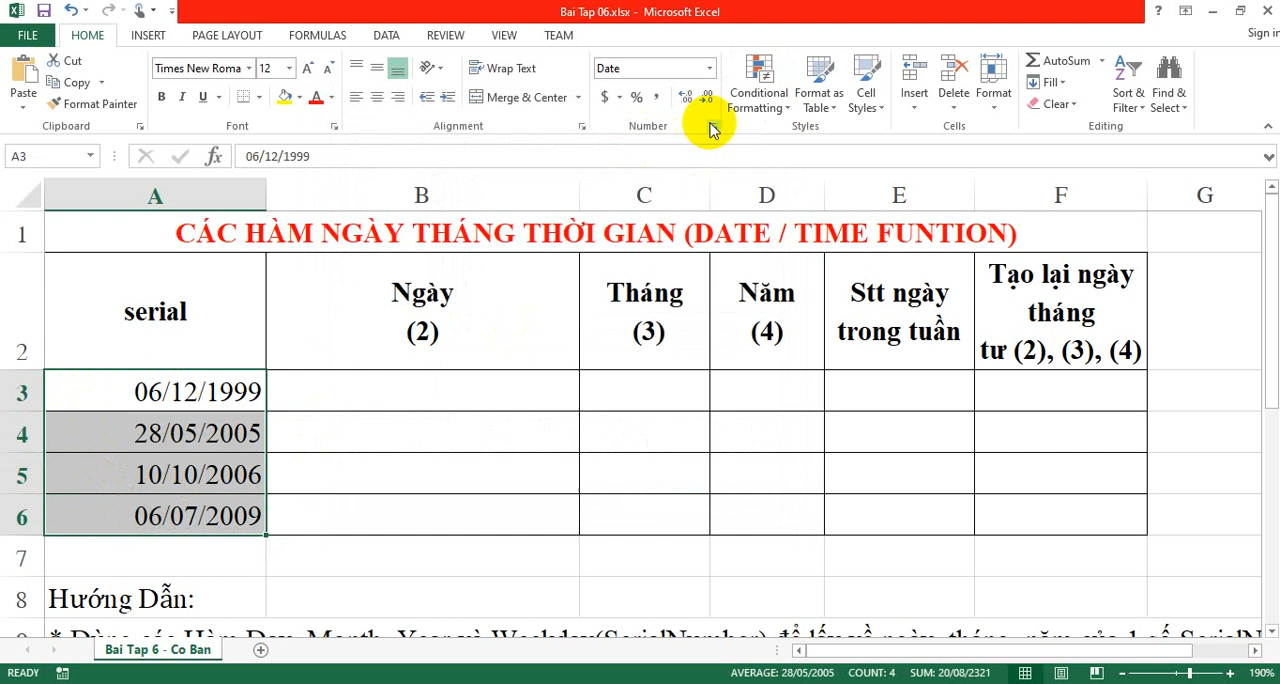 Bai Tap 06.xlsx - Microsoft Excel
?
FILE HOME INSERT PAGE LAYOUT FORMULAS DATA REVIEW VIEW TEAM Sign in
Paste
Cut
Copy
Format Painter
Clipboard
Times New Roma 12
B I U
Font
Wrap Text
Merge & Center
Alignment
Date
$ % ,
Number
Conditional
Formatting
Format as
Table
Cell
Styles
Styles
Insert
Delete
Format
Cells
AutoSum
Fill
Clear
Sort &
Filter
Find &
Select
Editing
A3 fx 06/12/1999
A B C D E F G
1 CÁC HÀM NGÀY THÁNG THỜI GIAN (DATE / TIME FUNTION)
2
serial
Ngày
(2)
Tháng
(3)
Năm
(4)
Stt ngày
trong tuần
Tạo lại ngày
tháng
tư (2), (3), (4)
3 06/12/1999
4 28/05/2005
5 10/10/2006
6 06/07/2009
7
8 Hướng Dẫn:
Bai Tap 6 - Co Ban
READY AVERAGE: 28/05/2005 COUNT: 4 SUM: 20/08/2321 190%